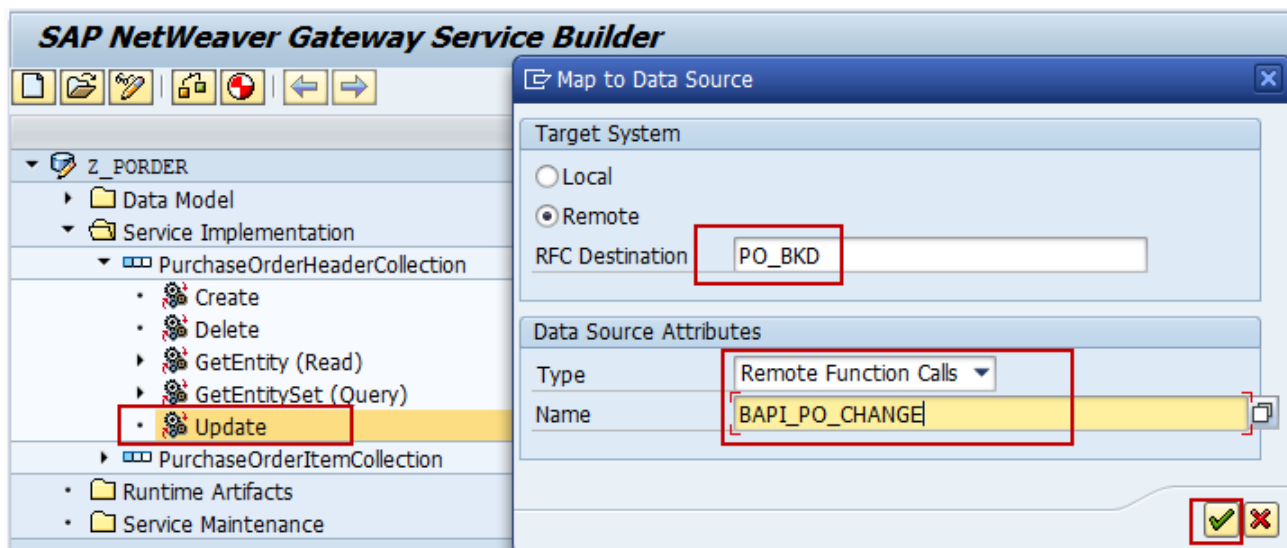 SAP NetWeaver Gateway Service Builder
Map to Data Source
Target System
Local
Remote
RFC Destination PO_BKD
Data Source Attributes
Type Remote Function Calls
Name BAPI_PO_CHANGE
Z_PORDER
Data Model
Service Implementation
PurchaseOrderHeaderCollection
Create
Delete
GetEntity (Read)
GetEntitySet (Query)
Update
PurchaseOrderItemCollection
Runtime Artifacts
Service Maintenance